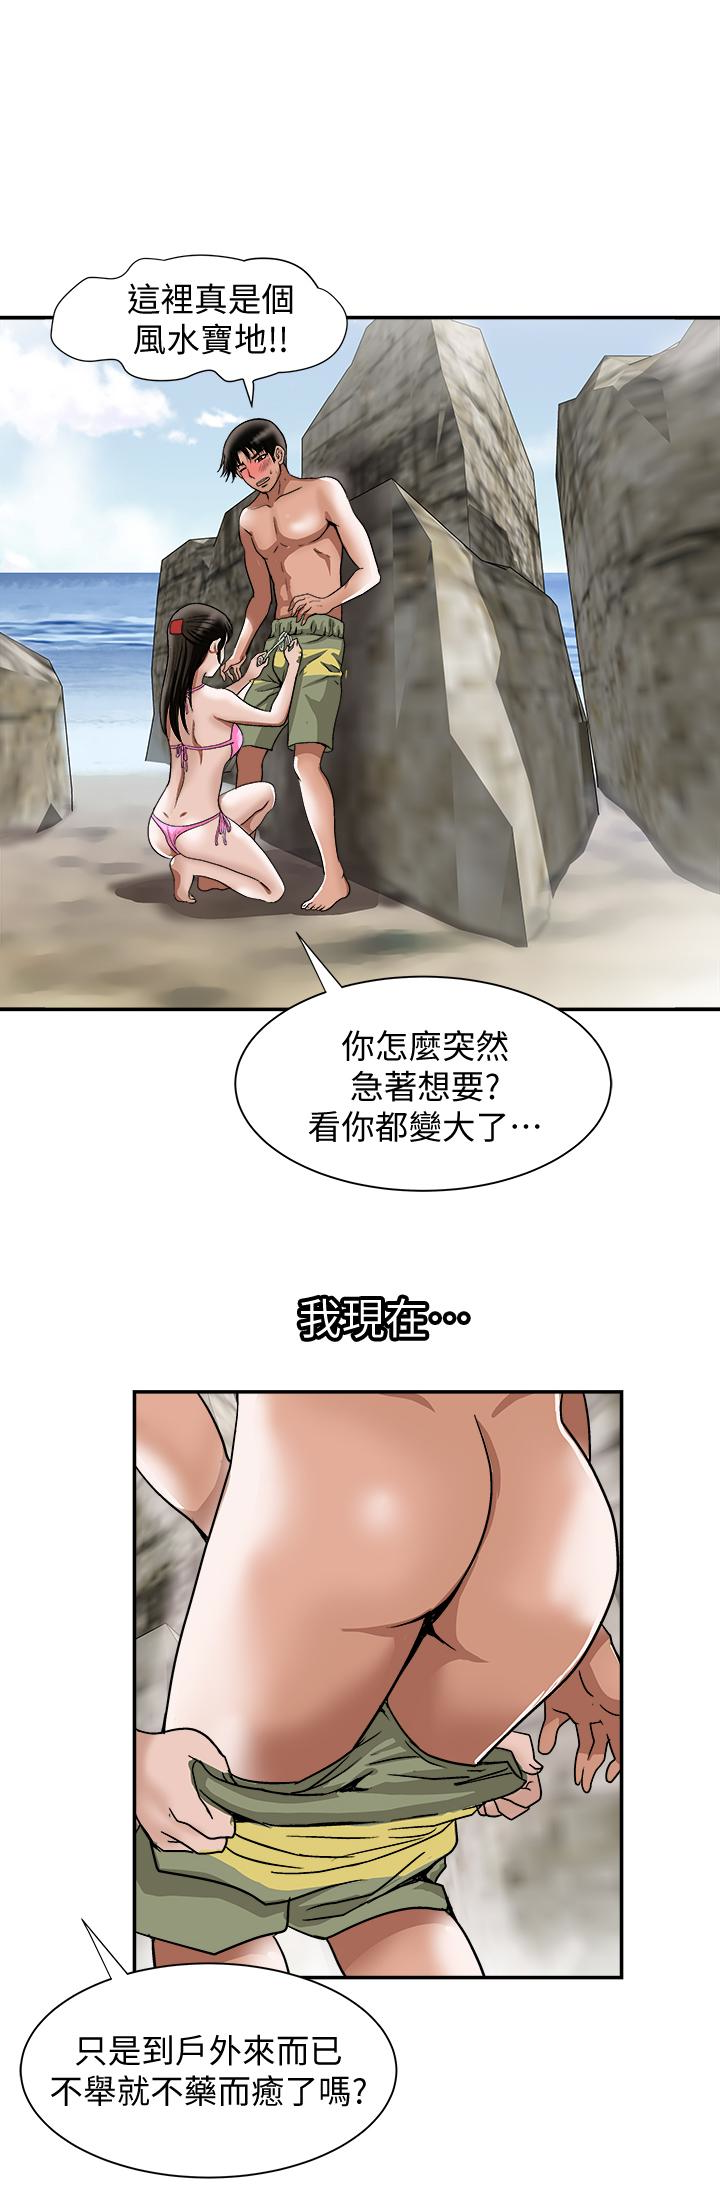 這裡真是個
風水寶地!!
你怎麼突然
急著想要?
看你都變大了…
我現在…
只是到戶外來而已
不舉就不藥而癒了嗎?